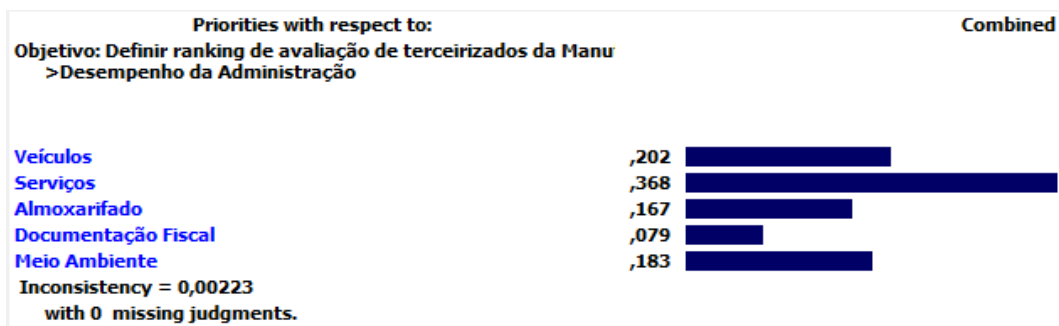 Priorities with respect to: Combined
Objetivo: Definir ranking de avaliação de terceirizados da Manu
>Desempenho da Administração
Veículos ,202
Serviços ,368
Almoxarifado ,167
Documentação Fiscal ,079
Meio Ambiente ,183
Inconsistency = 0,00223
with 0 missing judgments.